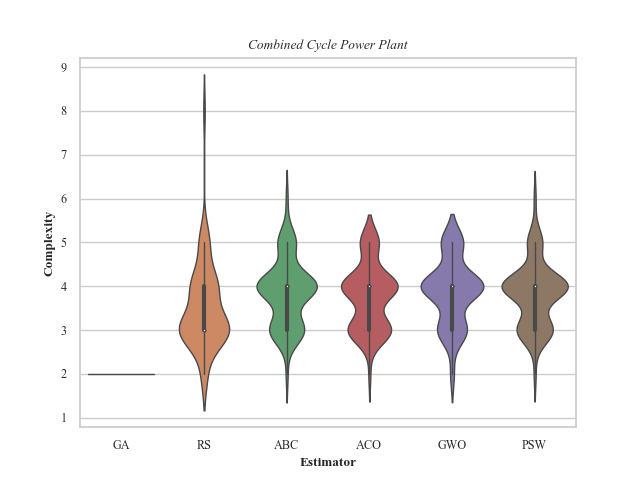 Combined Cycle Power Plant
9
8
7
6
5
4
3
2
1
Complexity
GA RS ABC ACO GWO PSW
Estimator